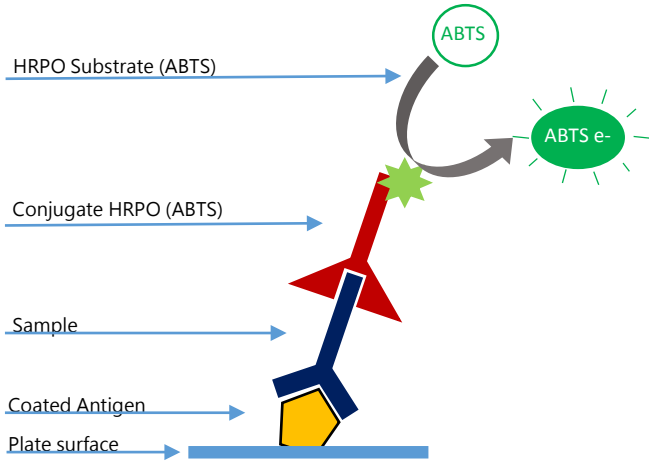 ABTS
HRPO Substrate (ABTS)
ABTS e-
Conjugate HRPO (ABTS)
Sample
Coated Antigen
Plate surface